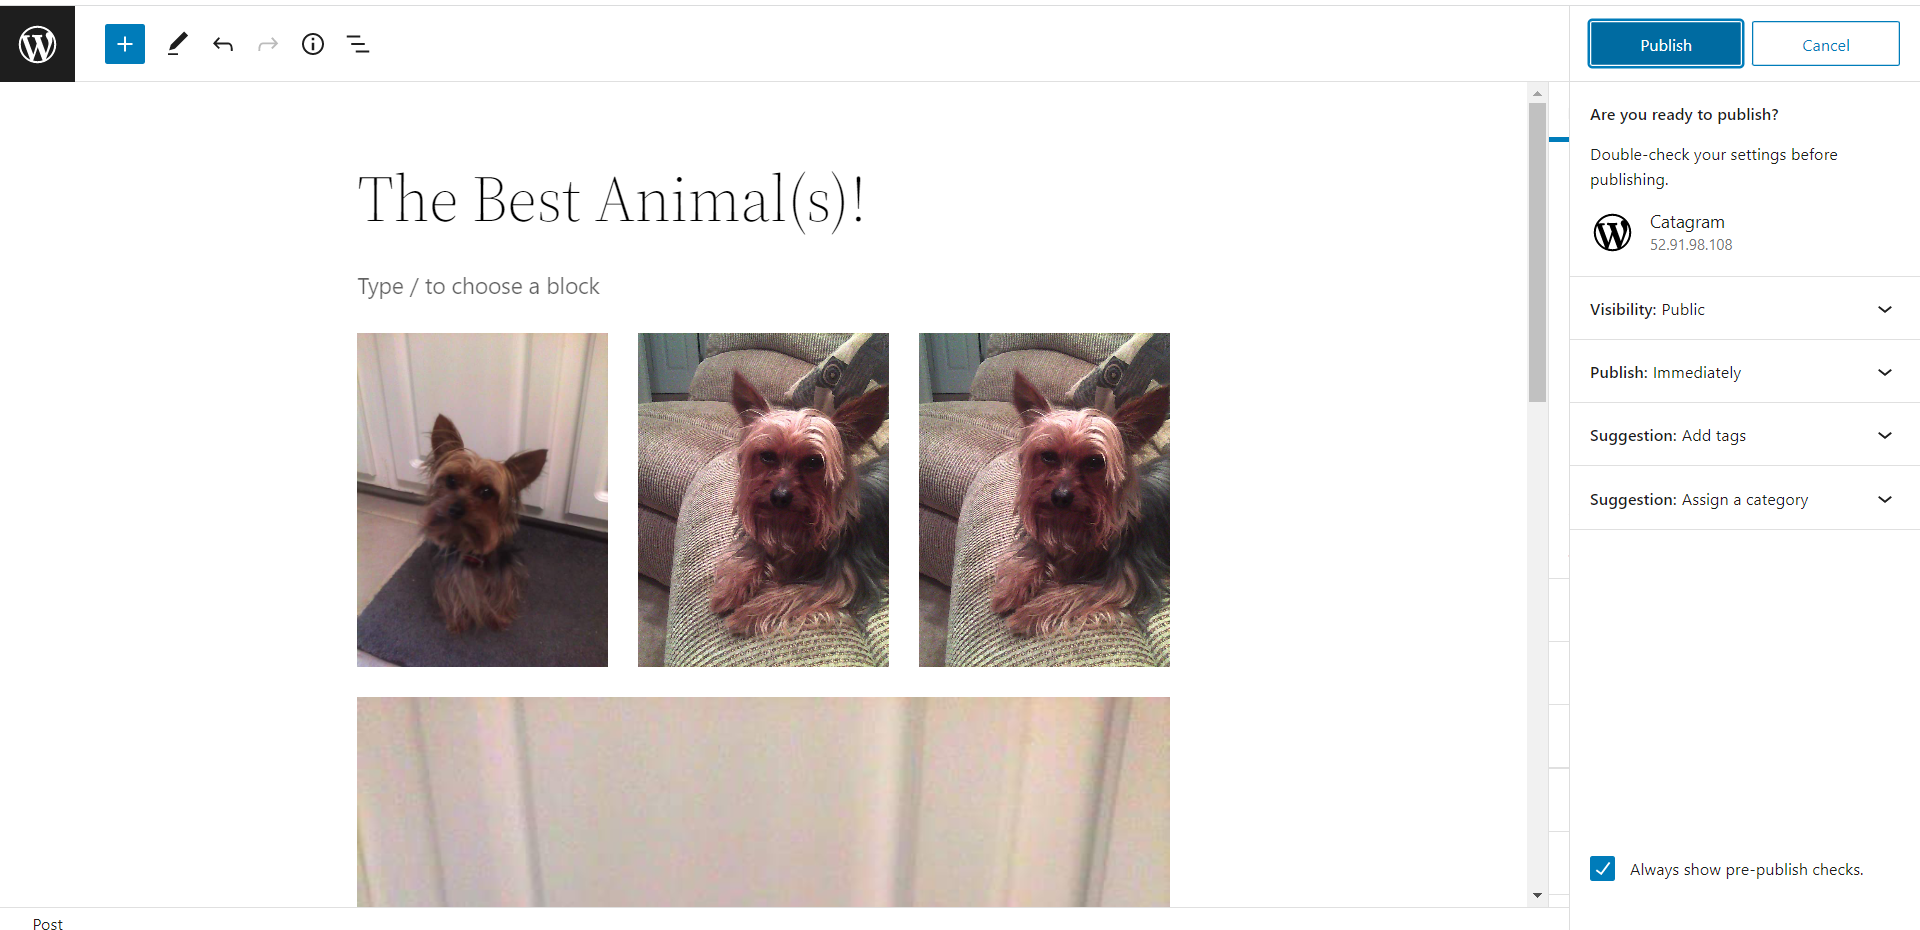 Publish
Cancel
The Best Animal(s)!
Type / to choose a block
Are you ready to publish?
Double-check your settings before
publishing.
Catagram
52.91.98.108
Visibility: Public
Publish: Immediately
Suggestion: Add tags
Suggestion: Assign a category
Always show pre-publish checks.
Post